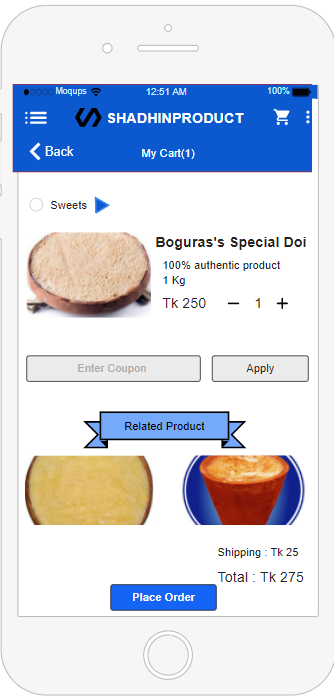 Moqups 12:51 AM 100%
SHADHINPRODUCT
Back
My Cart(1)
Sweets
Boguras's Special Doi
100% authentic product
1 Kg
Tk 250 − 1 +
Enter Coupon Apply
Related Product
Shipping : Tk 25
Total : Tk 275
Place Order